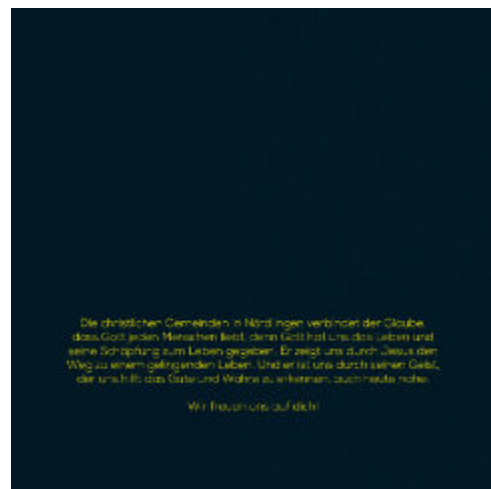 Die christlichen Gemeinden in Nördlingen verbindet der Glaube,
dass Gott jeden Menschen liebt, denn Gott hat uns das Leben und
seine Schöpfung zum Leben gegeben. Er zeigt uns durch Jesus den
Weg zu einem gelingenden Leben. Und er ist uns durch seinen Geist,
der uns hilft das Gute und Wahre zu erkennen, auch heute nahe.
Wir freuen uns auf dich!